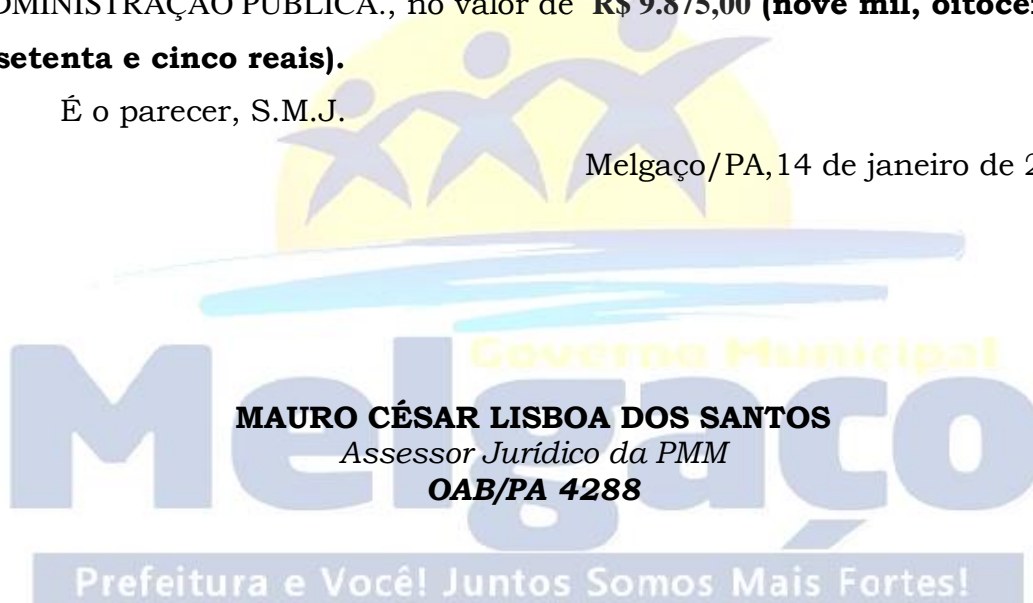 DMINISTRAÇÃO PÚBLICA., no valor de R$ 9.875,00 (nove mil, oitoce
setenta e cinco reais).
É o parecer, S.M.J.
Melgaço/PA,14 de janeiro de 2
Governo Municipal
Melgaço
MAURO CÉSAR LISBOA DOS SANTOS
Assessor Jurídico da PMM
OAB/PA 4288
Prefeitura e Você! Juntos Somos Mais Fortes!